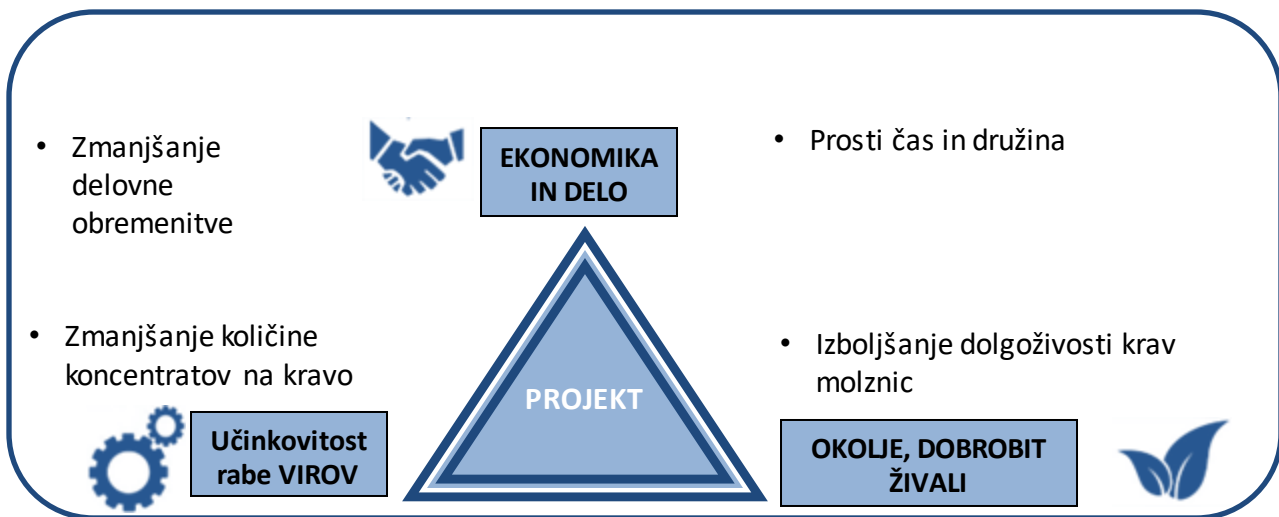 • Zmanjšanje
delovne
obremenitve
EKONOMIKA
IN DELO
• Prosti čas in družina
• Zmanjšanje količine
koncentratov na kravo
• Izboljšanje dolgoživosti krav
molznic
PROJEKT
Učinkovitost
rabe VIROV
OKOLJE, DOBROBIT
ŽIVALI